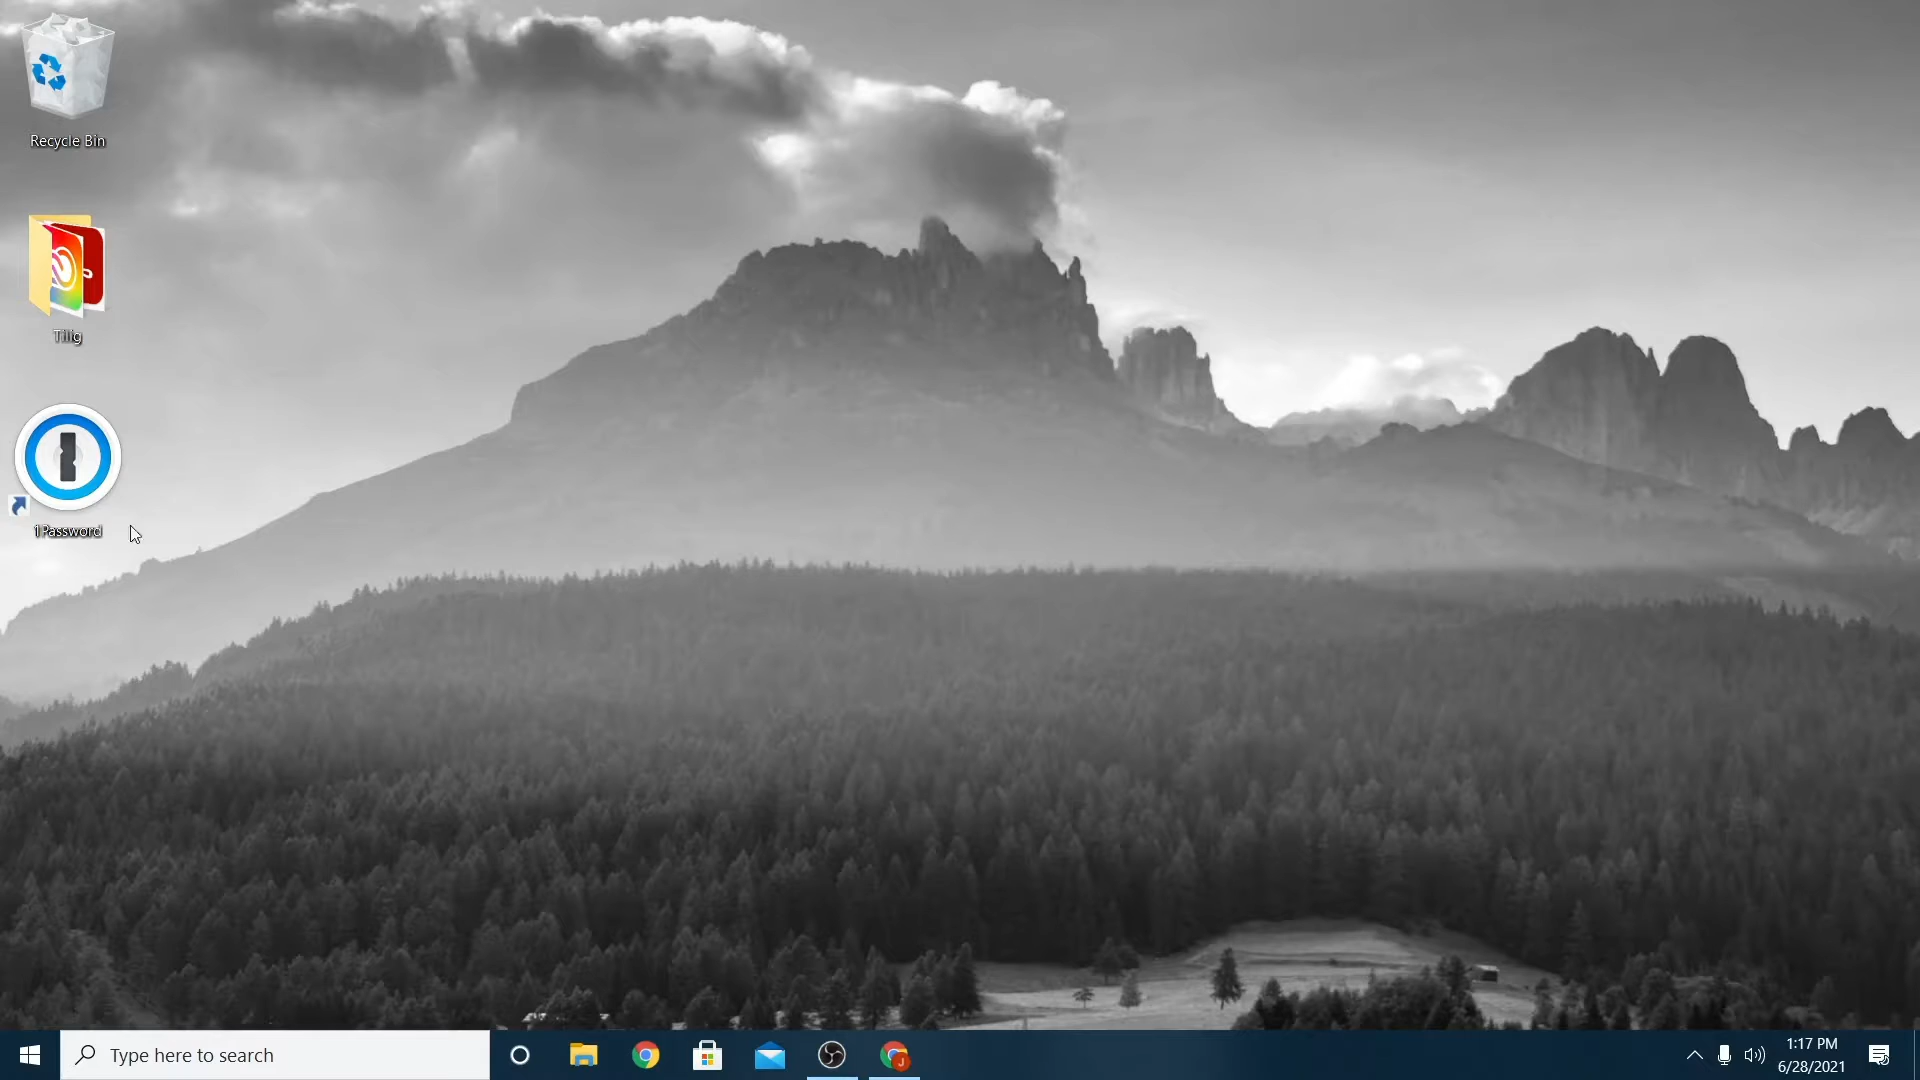 Recycle Bin
Tilig
1Password
Type here to search
J
1:17 PM
6/28/2021